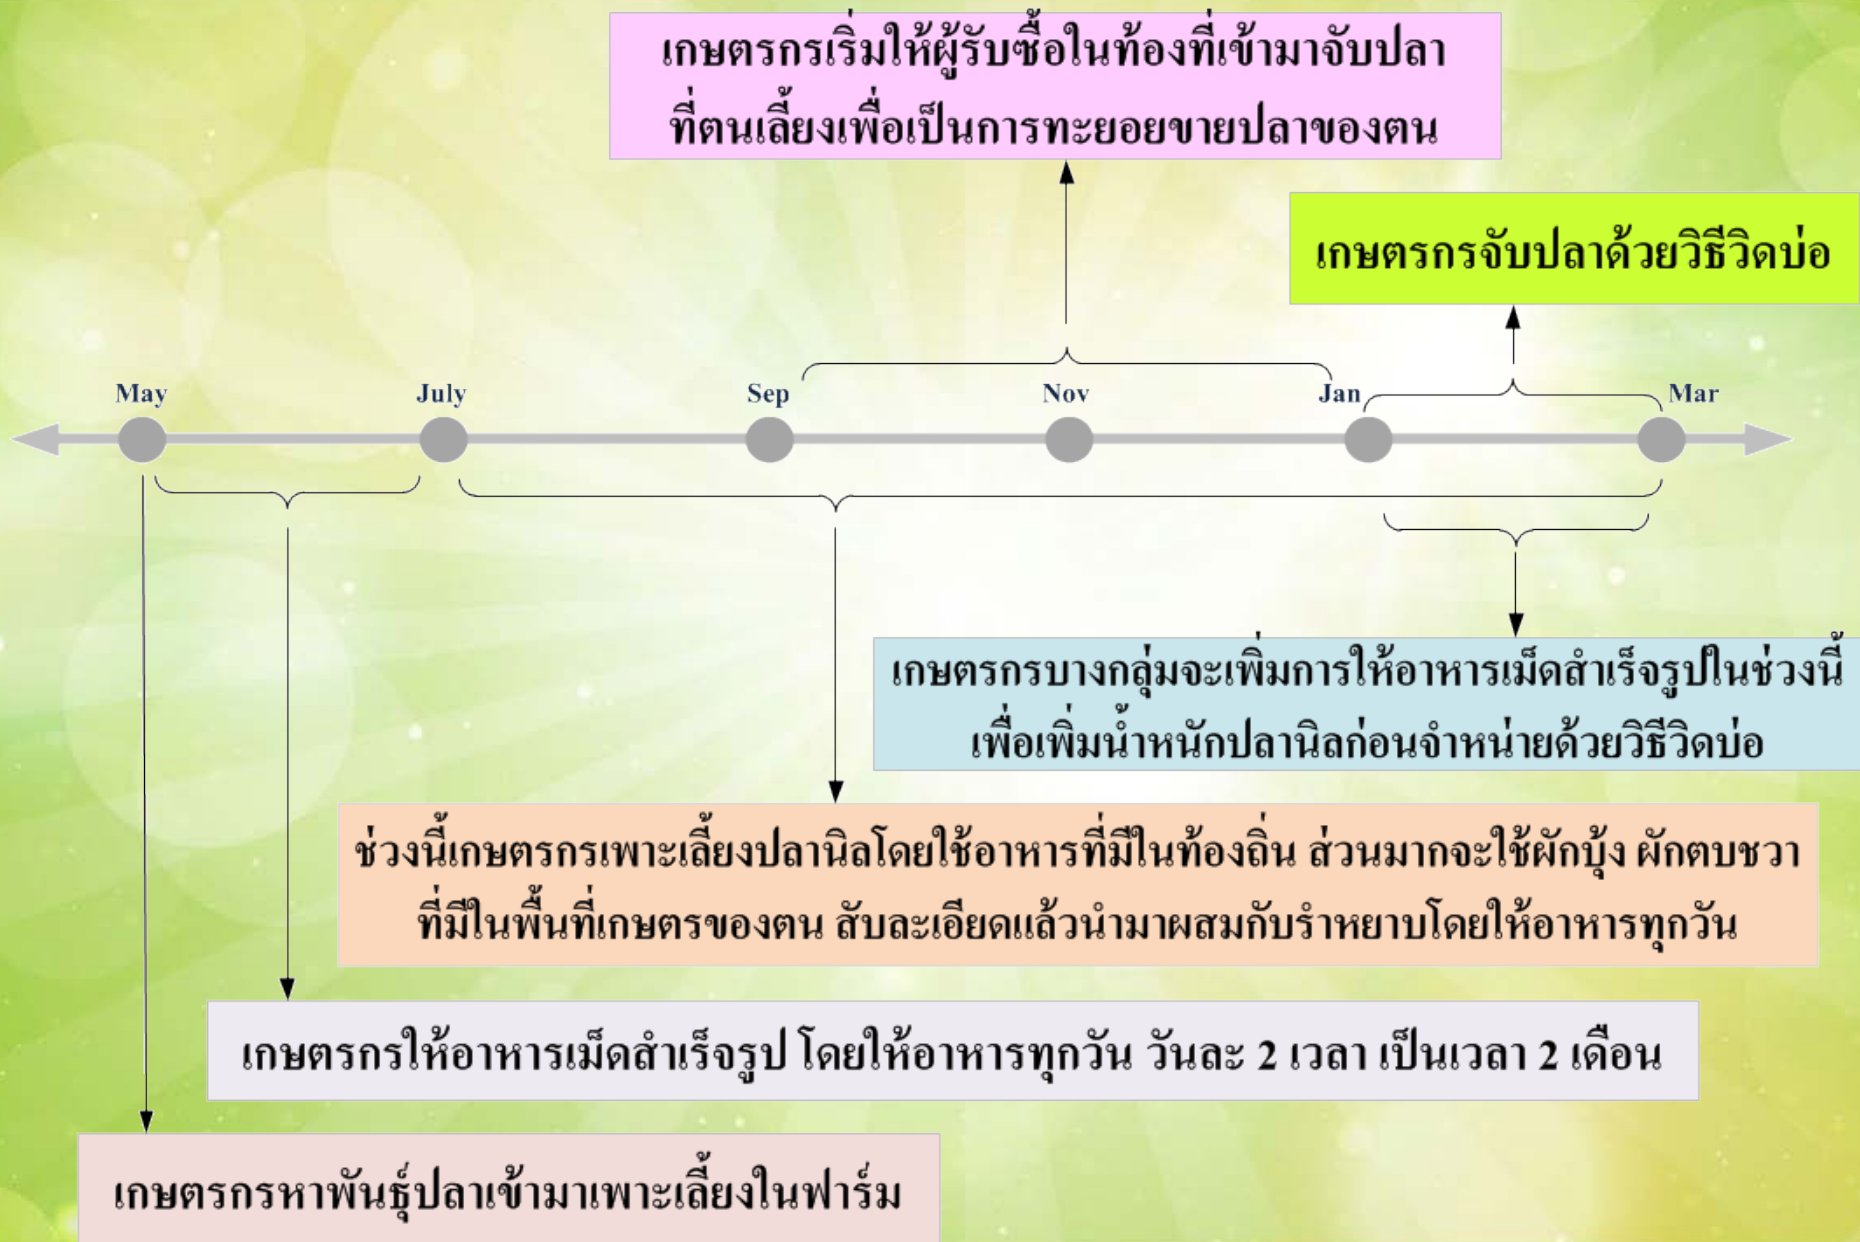 เกษตรกรเริ่มให้ผู้รับซื้อในท้องที่เข้ามาจับปลา
ที่ตนเลี้ยงเพื่อเป็นการทะยอยขายปลาของตน
เกษตรกรจับปลาด้วยวิธีวิดบ่อ
May July Sep Nov Jan Mar
เกษตรกรบางกลุ่มจะเพิ่มการให้อาหารเม็ดสำเร็จรูปในช่วงนี้
เพื่อเพิ่มน้ำหนักปลานิลก่อนจำหน่ายด้วยวิธีวิดบ่อ
ช่วงนี้เกษตรกรเพาะเลี้ยงปลานิลโดยใช้อาหารที่มีในท้องถิ่น ส่วนมากจะใช้ผักบุ้ง ผักตบชวา
ที่มีในพื้นที่เกษตรของตน สับละเอียดแล้วนำมาผสมกับรำหยาบโดยให้อาหารทุกวัน
เกษตรกรให้อาหารเม็ดสำเร็จรูป โดยให้อาหารทุกวัน วันละ 2 เวลา เป็นเวลา 2 เดือน
เกษตรกรหาพันธุ์ปลาเข้ามาเพาะเลี้ยงในฟาร์ม